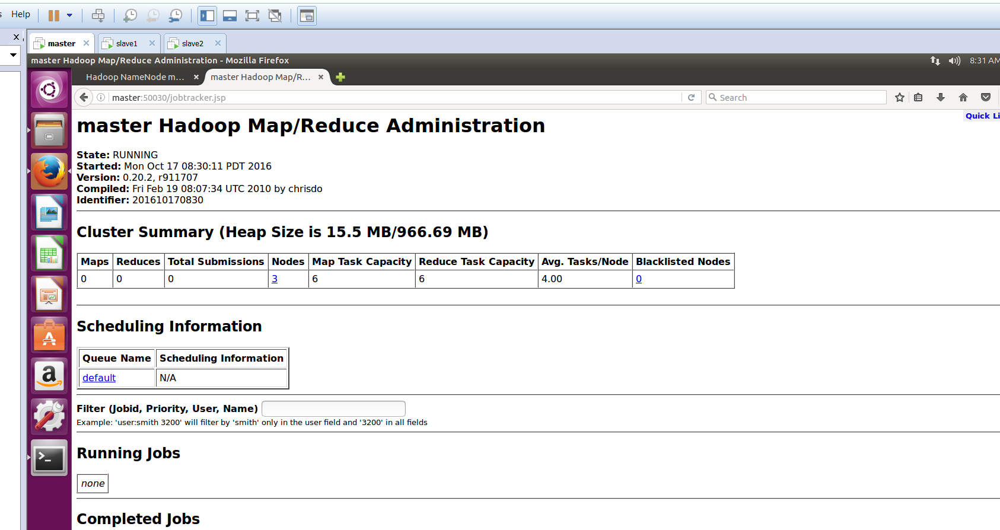 s Help
x
master
slave1
slave2
master Hadoop Map/Reduce Administration - Mozilla Firefox
8:31 AM
Hadoop NameNode m...
master Hadoop Map/R...
master:50030/jobtracker.jsp
Search
Quick Li
master Hadoop Map/Reduce Administration
State: RUNNING
Started: Mon Oct 17 08:30:11 PDT 2016
Version: 0.20.2, r911707
Compiled: Fri Feb 19 08:07:34 UTC 2010 by chrisdo
Identifier: 201610170830
Cluster Summary (Heap Size is 15.5 MB/966.69 MB)
Maps Reduces Total Submissions Nodes Map Task Capacity Reduce Task Capacity Avg. Tasks/Node Blacklisted Nodes
0 0 0 3 6 6 4.00 0
Scheduling Information
Queue Name Scheduling Information
default N/A
Filter (Jobid, Priority, User, Name)
Example: 'user:smith 3200' will filter by 'smith' only in the user field and '3200' in all fields
Running Jobs
none
Completed Jobs